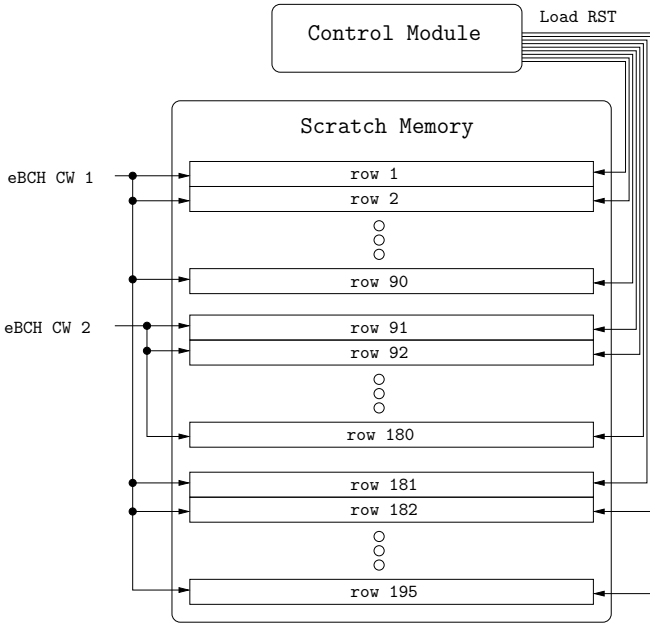 Load RST
Control Module
Scratch Memory
eBCH CW 1
row 1
row 2
row 90
eBCH CW 2
row 91
row 92
row 180
row 181
row 182
row 195